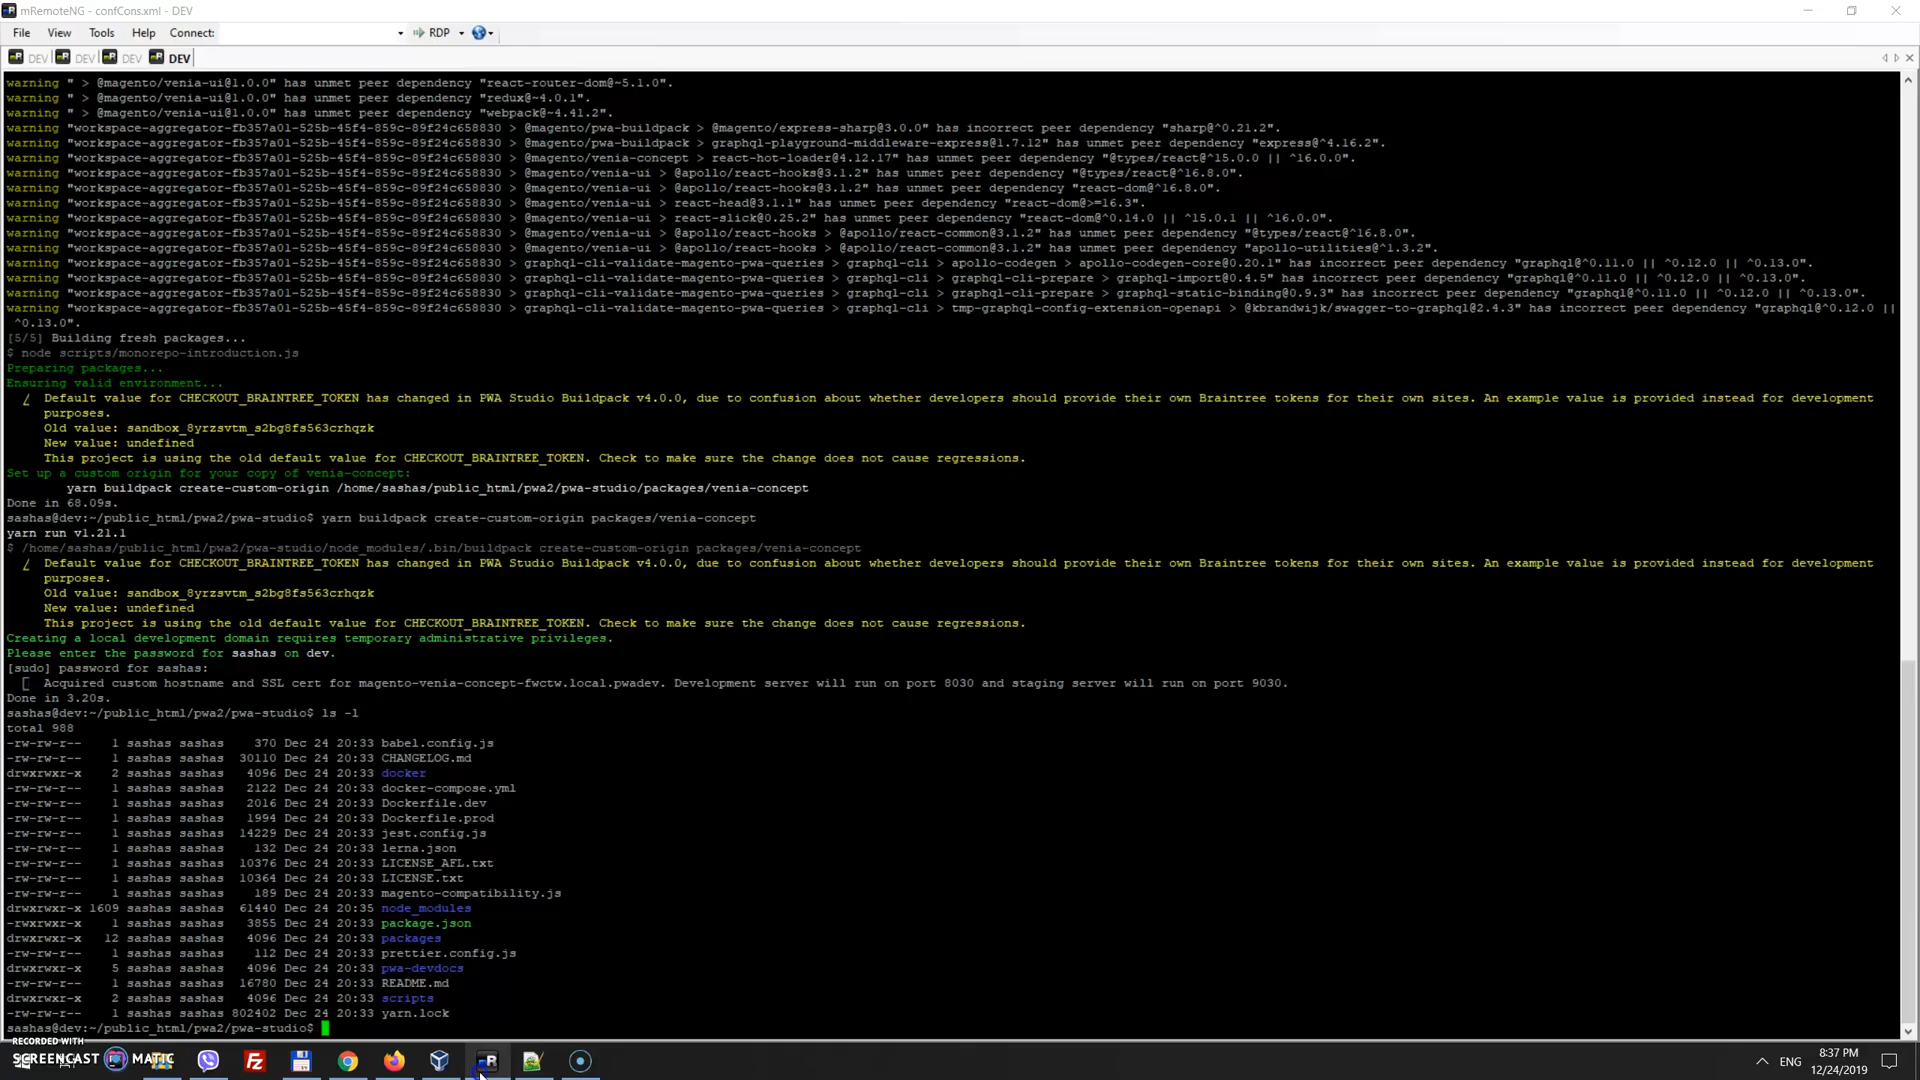 mRemoteNG - confCons.xml - DEV
File View Tools Help Connect: RDP
DEV DEV DEV DEV
warning " > @magento/venia-ui@1.0.0" has unmet peer dependency "react-router-dom@~5.1.0".
warning " > @magento/venia-ui@1.0.0" has unmet peer dependency "redux@~4.0.1".
warning " > @magento/venia-ui@1.0.0" has unmet peer dependency "webpack@~4.41.2".
warning "workspace-aggregator-fb357a01-525b-45f4-859c-89f24c658830 > @magento/pwa-buildpack > @magento/express-sharp@3.0.0" has incorrect peer dependency "sharp@^0.21.2".
warning "workspace-aggregator-fb357a01-525b-45f4-859c-89f24c658830 > @magento/pwa-buildpack > graphql-playground-middleware-express@1.7.12" has unmet peer dependency "express@^4.16.2".
warning "workspace-aggregator-fb357a01-525b-45f4-859c-89f24c658830 > @magento/venia-concept > react-hot-loader@4.12.17" has unmet peer dependency "@types/react@^15.0.0 || ^16.0.0".
warning "workspace-aggregator-fb357a01-525b-45f4-859c-89f24c658830 > @magento/venia-ui > @apollo/react-hooks@3.1.2" has unmet peer dependency "@types/react@^16.8.0".
warning "workspace-aggregator-fb357a01-525b-45f4-859c-89f24c658830 > @magento/venia-ui > @apollo/react-hooks@3.1.2" has unmet peer dependency "react-dom@^16.8.0".
warning "workspace-aggregator-fb357a01-525b-45f4-859c-89f24c658830 > @magento/venia-ui > react-head@3.1.1" has unmet peer dependency "react-dom@>=16.3".
warning "workspace-aggregator-fb357a01-525b-45f4-859c-89f24c658830 > @magento/venia-ui > react-slick@0.25.2" has unmet peer dependency "react-dom@^0.14.0 || ^15.0.1 || ^16.0.0".
warning "workspace-aggregator-fb357a01-525b-45f4-859c-89f24c658830 > @magento/venia-ui > @apollo/react-hooks > @apollo/react-common@3.1.2" has unmet peer dependency "@types/react@^16.8.0".
warning "workspace-aggregator-fb357a01-525b-45f4-859c-89f24c658830 > @magento/venia-ui > @apollo/react-hooks > @apollo/react-common@3.1.2" has unmet peer dependency "apollo-utilities@^1.3.2".
warning "workspace-aggregator-fb357a01-525b-45f4-859c-89f24c658830 > graphql-cli-validate-magento-pwa-queries > graphql-cli > apollo-codegen > apollo-codegen-core@0.20.1" has incorrect peer dependency "graphql@^0.11.0 || ^0.12.0 || ^0.13.0".
warning "workspace-aggregator-fb357a01-525b-45f4-859c-89f24c658830 > graphql-cli-validate-magento-pwa-queries > graphql-cli > graphql-cli-prepare > graphql-import@0.4.5" has incorrect peer dependency "graphql@^0.11.0 || ^0.12.0 || ^0.13.0".
warning "workspace-aggregator-fb357a01-525b-45f4-859c-89f24c658830 > graphql-cli-validate-magento-pwa-queries > graphql-cli > graphql-cli-prepare > graphql-static-binding@0.9.3" has incorrect peer dependency "graphql@^0.11.0 || ^0.12.0 || ^0.13.0".
warning "workspace-aggregator-fb357a01-525b-45f4-859c-89f24c658830 > graphql-cli-validate-magento-pwa-queries > graphql-cli > tmp-graphql-config-extension-openapi > @kbrandwijk/swagger-to-graphql@2.4.3" has incorrect peer dependency "graphql@^0.12.0 ||
^0.13.0".
[5/5] Building fresh packages...
$ node scripts/monorepo-introduction.js
Preparing packages...
Ensuring valid environment...
Default value for CHECKOUT_BRAINTREE_TOKEN has changed in PWA Studio Buildpack v4.0.0, due to confusion about whether developers should provide their own Braintree tokens for their own sites. An example value is provided instead for development
purposes.
Old value: sandbox_8yrzsvtm_s2bg8fs563crhqzk
New value: undefined
This project is using the old default value for CHECKOUT_BRAINTREE_TOKEN. Check to make sure the change does not cause regressions.
Set up a custom origin for your copy of venia-concept:
yarn buildpack create-custom-origin /home/sashas/public_html/pwa2/pwa-studio/packages/venia-concept
Done in 68.09s.
sashas@dev:~/public_html/pwa2/pwa-studio$ yarn buildpack create-custom-origin packages/venia-concept
yarn run v1.21.1
$ /home/sashas/public_html/pwa2/pwa-studio/node_modules/.bin/buildpack create-custom-origin packages/venia-concept
Default value for CHECKOUT_BRAINTREE_TOKEN has changed in PWA Studio Buildpack v4.0.0, due to confusion about whether developers should provide their own Braintree tokens for their own sites. An example value is provided instead for development
purposes.
Old value: sandbox_8yrzsvtm_s2bg8fs563crhqzk
New value: undefined
This project is using the old default value for CHECKOUT_BRAINTREE_TOKEN. Check to make sure the change does not cause regressions.
Creating a local development domain requires temporary administrative privileges.
Please enter the password for sashas on dev.
[sudo] password for sashas:
[ Acquired custom hostname and SSL cert for magento-venia-concept-fwctw.local.pwadev. Development server will run on port 8030 and staging server will run on port 9030.
Done in 3.20s.
sashas@dev:~/public_html/pwa2/pwa-studio$ ls -l
total 988
-rw-rw-r-- 1 sashas sashas 370 Dec 24 20:33 babel.config.js
-rw-rw-r-- 1 sashas sashas 30110 Dec 24 20:33 CHANGELOG.md
drwxrwxr-x 2 sashas sashas 4096 Dec 24 20:33 docker
-rw-rw-r-- 1 sashas sashas 2122 Dec 24 20:33 docker-compose.yml
-rw-rw-r-- 1 sashas sashas 2016 Dec 24 20:33 Dockerfile.dev
-rw-rw-r-- 1 sashas sashas 1994 Dec 24 20:33 Dockerfile.prod
-rw-rw-r-- 1 sashas sashas 14229 Dec 24 20:33 jest.config.js
-rw-rw-r-- 1 sashas sashas 132 Dec 24 20:33 lerna.json
-rw-rw-r-- 1 sashas sashas 10376 Dec 24 20:33 LICENSE_AFL.txt
-rw-rw-r-- 1 sashas sashas 10364 Dec 24 20:33 LICENSE.txt
-rw-rw-r-- 1 sashas sashas 189 Dec 24 20:33 magento-compatibility.js
drwxrwxr-x 1609 sashas sashas 61440 Dec 24 20:35 node_modules
-rwxrwxr-x 1 sashas sashas 3855 Dec 24 20:33 package.json
drwxrwxr-x 12 sashas sashas 4096 Dec 24 20:33 packages
-rw-rw-r-- 1 sashas sashas 112 Dec 24 20:33 prettier.config.js
drwxrwxr-x 5 sashas sashas 4096 Dec 24 20:33 pwa-devdocs
-rw-rw-r-- 1 sashas sashas 16780 Dec 24 20:33 README.md
drwxrwxr-x 2 sashas sashas 4096 Dec 24 20:33 scripts
-rw-rw-r-- 1 sashas sashas 802402 Dec 24 20:33 yarn.lock
sashas@dev:~/public_html/pwa2/pwa-studio$
RECORDED WITH
SCREENCAST MATIC
ENG
8:37 PM
12/24/2019